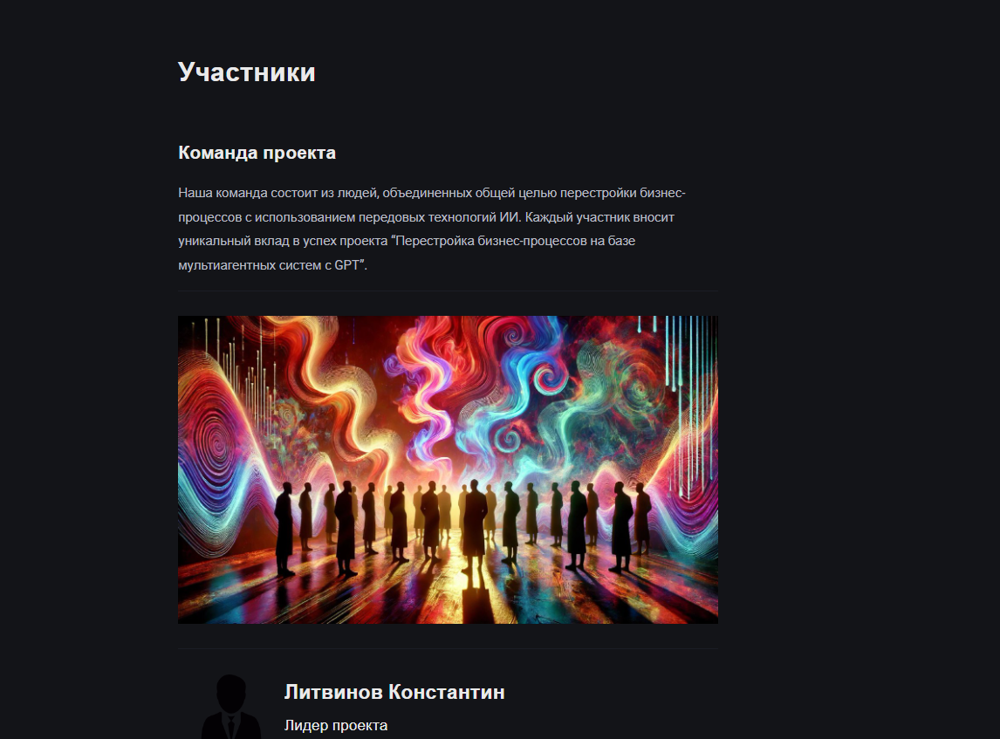 Участники
Команда проекта
Наша команда состоит из людей, объединенных общей целью перестройки бизнес-
процессов с использованием передовых технологий ИИ. Каждый участник вносит
уникальный вклад в успех проекта “Перестройка бизнес-процессов на базе
мультиагентных систем с GPT”.
Литвинов Константин
Лидер проекта